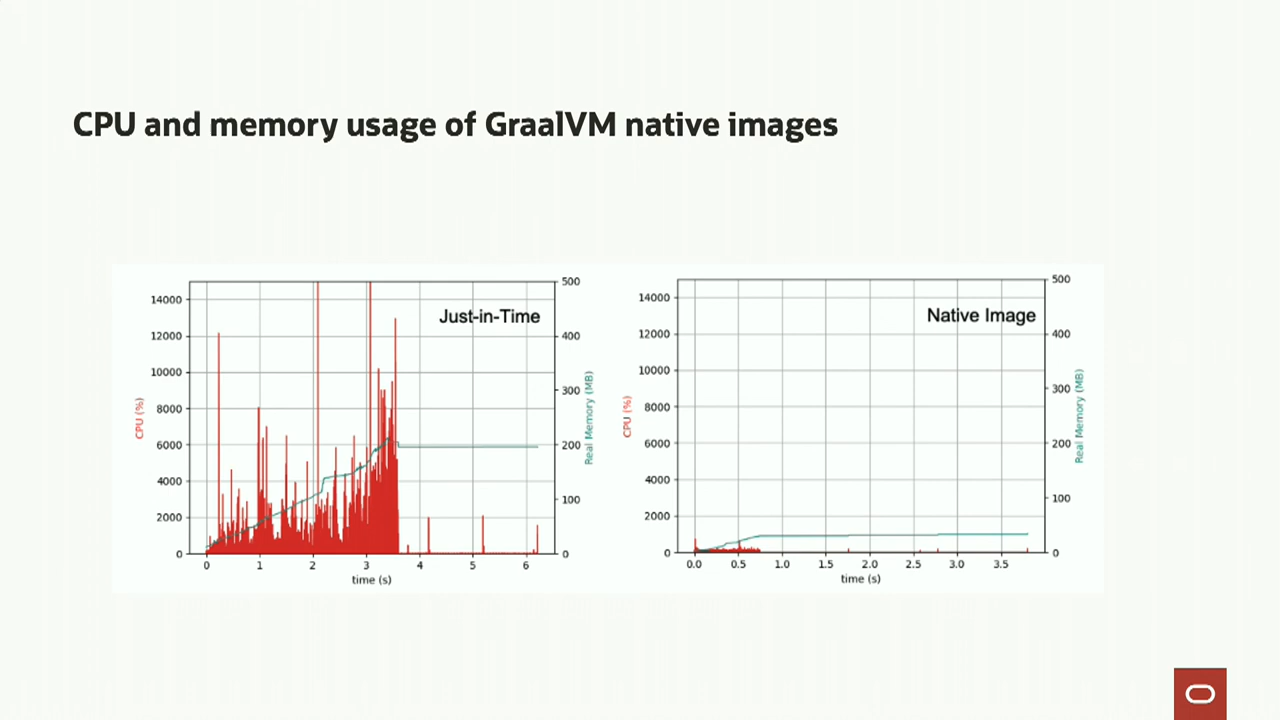 CPU and memory usage of GraalVM native images
Just-in-Time
CPU (%)
14000
12000
10000
8000
6000
4000
2000
0
500
400
300
200
100
0
Real Memory (MB)
0 1 2 3 4 5 6
time (s)
Native Image
CPU (%)
14000
12000
10000
8000
6000
4000
2000
0
500
400
300
200
100
0
Real Memory (MB)
0.0 0.5 1.0 1.5 2.0 2.5 3.0 3.5
time (s)